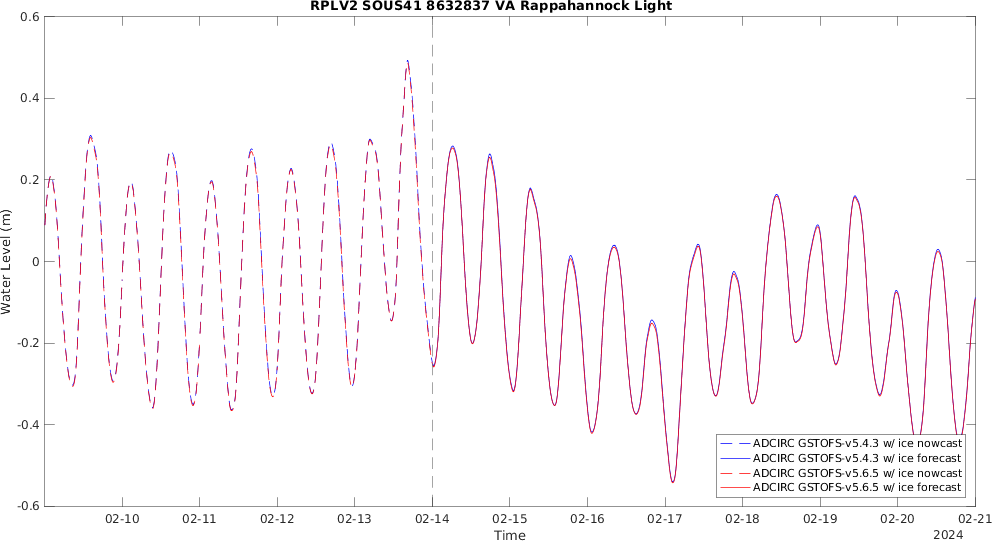 RPLV2 SOUS41 8632837 VA Rappahannock Light
0.6
0.4
0.2
0
-0.2
-0.4
-0.6
Water Level (m)
ADCIRC GSTOFS-v5.4.3 w/ ice nowcast
ADCIRC GSTOFS-v5.4.3 w/ ice forecast
ADCIRC GSTOFS-v5.6.5 w/ ice nowcast
ADCIRC GSTOFS-v5.6.5 w/ ice forecast
02-10 02-11 02-12 02-13 02-14 02-15 02-16 02-17 02-18 02-19 02-20 02-21
Time
2024